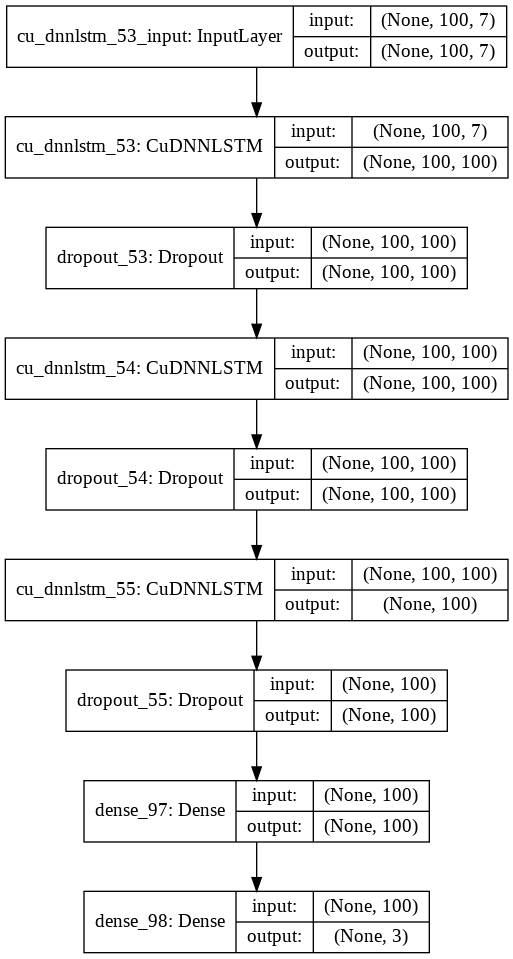 cu_dnnlstm_53_input: InputLayer
input: (None, 100, 7)
output: (None, 100, 7)
cu_dnnlstm_53: CuDNNLSTM
input: (None, 100, 7)
output: (None, 100, 100)
dropout_53: Dropout
input: (None, 100, 100)
output: (None, 100, 100)
cu_dnnlstm_54: CuDNNLSTM
input: (None, 100, 100)
output: (None, 100, 100)
dropout_54: Dropout
input: (None, 100, 100)
output: (None, 100, 100)
cu_dnnlstm_55: CuDNNLSTM
input: (None, 100, 100)
output: (None, 100)
dropout_55: Dropout
input: (None, 100)
output: (None, 100)
dense_97: Dense
input: (None, 100)
output: (None, 100)
dense_98: Dense
input: (None, 100)
output: (None, 3)